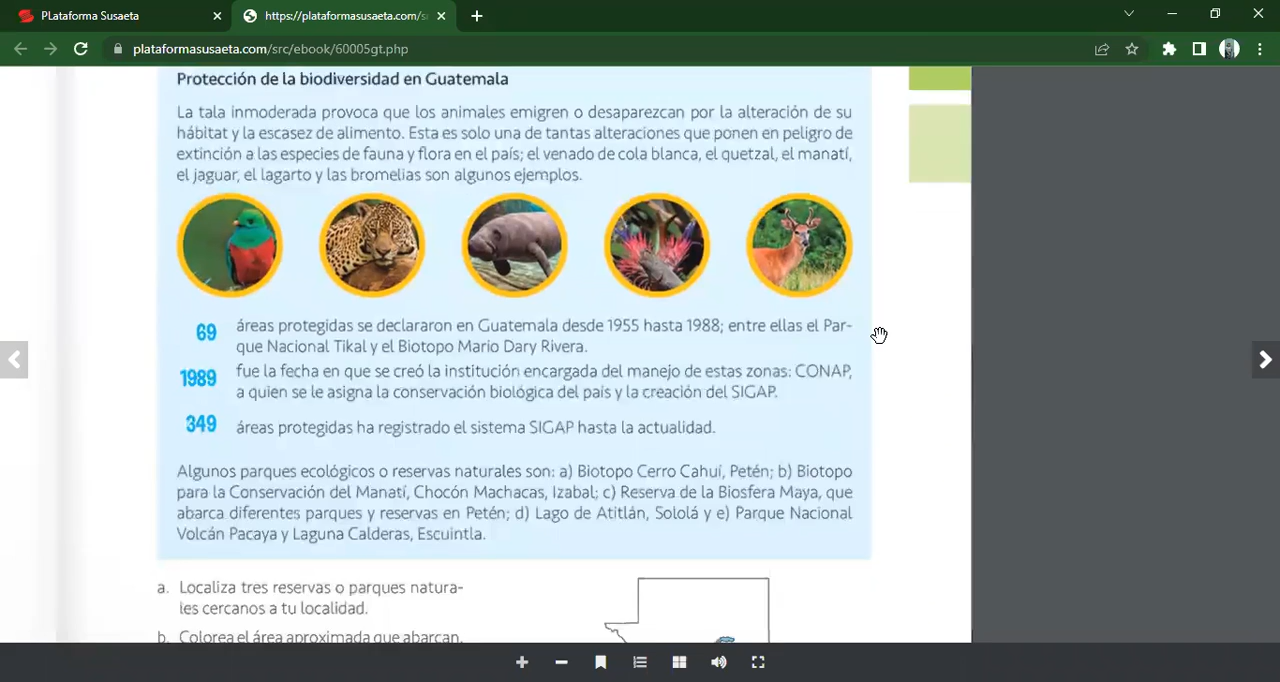 PLataforma Susaeta
https://plataformasusaeta.com/s
plataformasusaeta.com/src/ebook/60005gt.php
Protección de la biodiversidad en Guatemala
La tala inmoderada provoca que los animales emigren o desaparezcan por la alteración de su
hábitat y la escasez de alimento. Esta es solo una de tantas alteraciones que ponen en peligro de
extinción a las especies de fauna y flora en el país; el venado de cola blanca, el quetzal, el manatí,
el jaguar, el lagarto y las bromelias son algunos ejemplos.
69 áreas protegidas se declararon en Guatemala desde 1955 hasta 1988; entre ellas el Par-
que Nacional Tikal y el Biotopo Mario Dary Rivera.
1989 fue la fecha en que se creó la institución encargada del manejo de estas zonas: CONAP,
a quien se le asigna la conservación biológica del país y la creación del SIGAP.
349 áreas protegidas ha registrado el sistema SIGAP hasta la actualidad.
Algunos parques ecológicos o reservas naturales son: a) Biotopo Cerro Cahuí, Petén; b) Biotopo
para la Conservación del Manatí, Chocón Machacas, Izabal; c) Reserva de la Biosfera Maya, que
abarca diferentes parques y reservas en Petén; d) Lago de Atitlán, Sololá y e) Parque Nacional
Volcán Pacaya y Laguna Calderas, Escuintla.
a. Localiza tres reservas o parques natura-
les cercanos a tu localidad.
b. Colorea el área aproximada que abarcan.